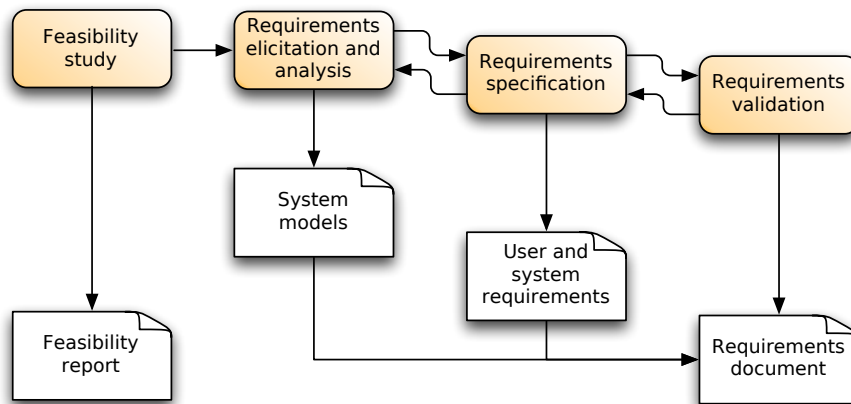 Feasibility
study
Requirements
elicitation and
analysis
Requirements
specification
Requirements
validation
System
models
User and
system
requirements
Feasibility
report
Requirements
document